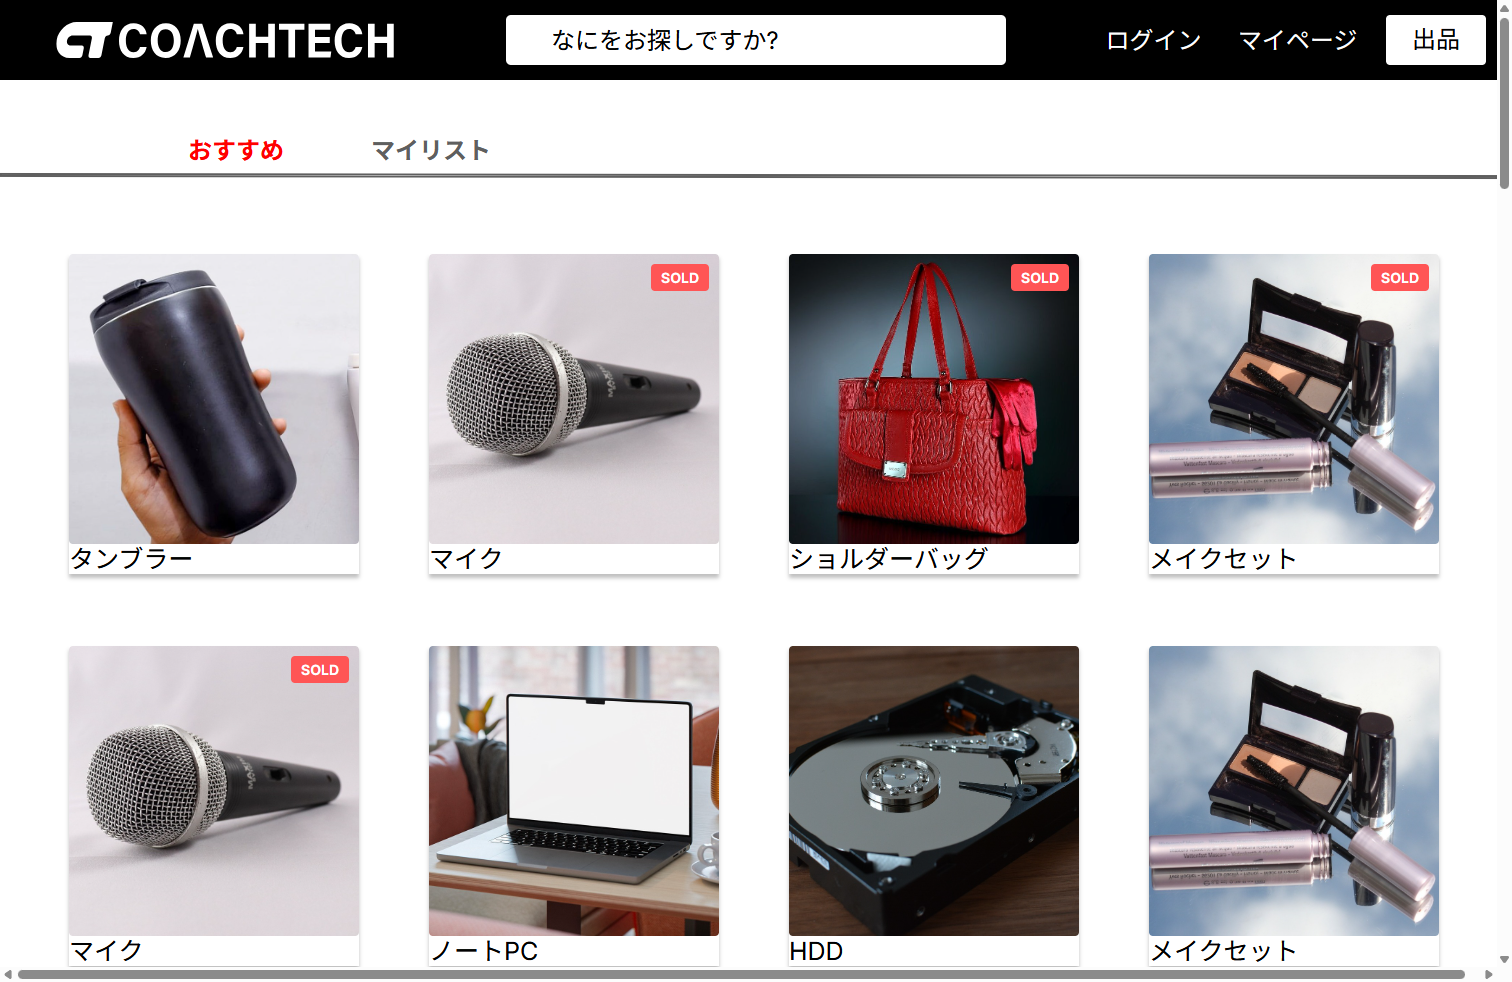 COACHTECH
なにをお探しですか?
ログイン マイページ 出品
おすすめ マイリスト
SOLD SOLD SOLD
タンブラー マイク ショルダーバッグ メイクセット
SOLD
マイク ノートPC HDD メイクセット